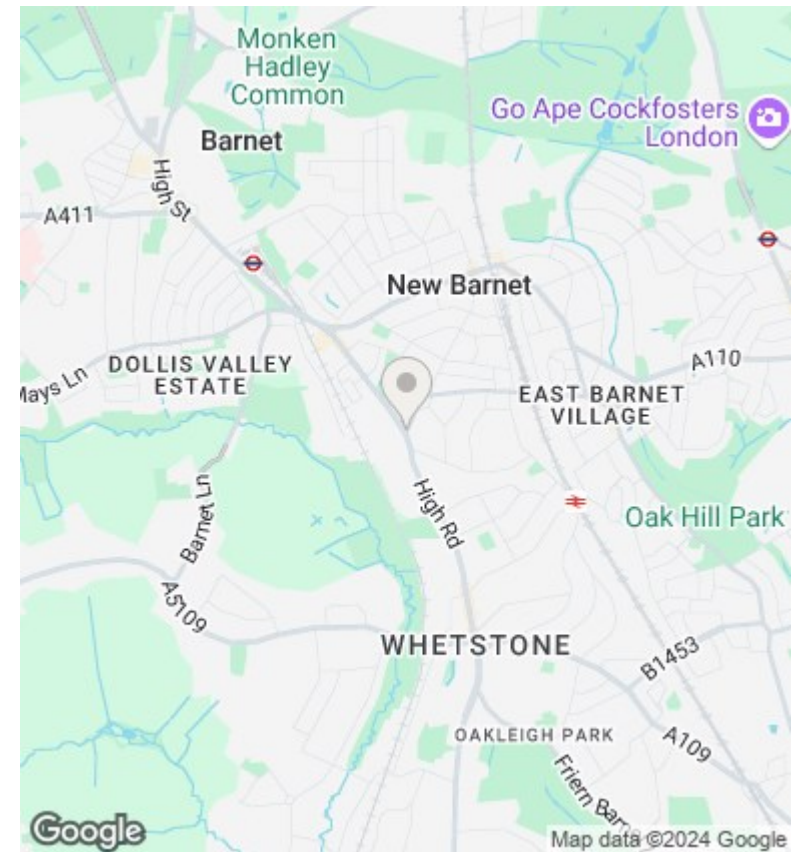 Monken
Hadley
Common
Go Ape Cockfosters
London
Barnet
High St
A411
New Barnet
DOLLIS VALLEY
ESTATE
Mays Ln
A110
EAST BARNET
VILLAGE
High Rd
Barnet Ln
Oak Hill Park
A5109
WHETSTONE
B1453
OAKLEIGH PARK
A109
Friern Bar
Google
Map data ©2024 Google